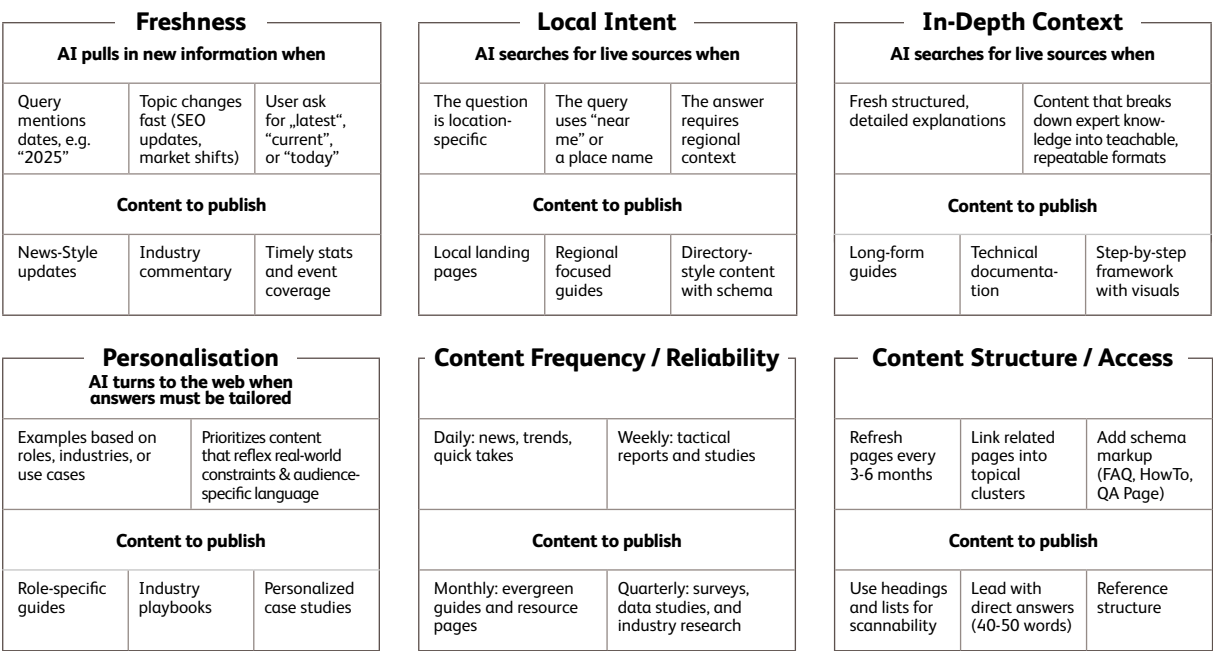 Freshness
AI pulls in new information when
Query
mentions
dates, e.g.
“2025”
Topic changes
fast (SEO
updates,
market shifts)
User ask
for „latest“,
“current”,
or “today”
Content to publish
News-Style
updates
Industry
commentary
Timely stats
and event
coverage
Local Intent
AI searches for live sources when
The question
is location-
specific
The query
uses “near
me” or
a place name
The answer
requires
regional
context
Content to publish
Local landing
pages
Regional
focused
guides
Directory-
style content
with schema
In-Depth Context
AI searches for live sources when
Fresh structured,
detailed explanations
Content that breaks
down expert know-
ledge into teachable,
repeatable formats
Content to publish
Long-form
guides
Technical
documenta-
tion
Step-by-step
framework
with visuals
Personalisation
AI turns to the web when
answers must be tailored
Examples based on
roles, industries, or
use cases
Prioritizes content
that reflex real-world
constraints & audience-
specific language
Content to publish
Role-specific
guides
Industry
playbooks
Personalized
case studies
Content Frequency / Reliability
Daily: news, trends,
quick takes
Weekly: tactical
reports and studies
Content to publish
Monthly: evergreen
guides and resource
pages
Quarterly: surveys,
data studies, and
industry research
Content Structure / Access
Refresh
pages every
3-6 months
Link related
pages into
topical
clusters
Add schema
markup
(FAQ, HowTo,
QA Page)
Content to publish
Use headings
and lists for
scannability
Lead with
direct answers
(40-50 words)
Reference
structure